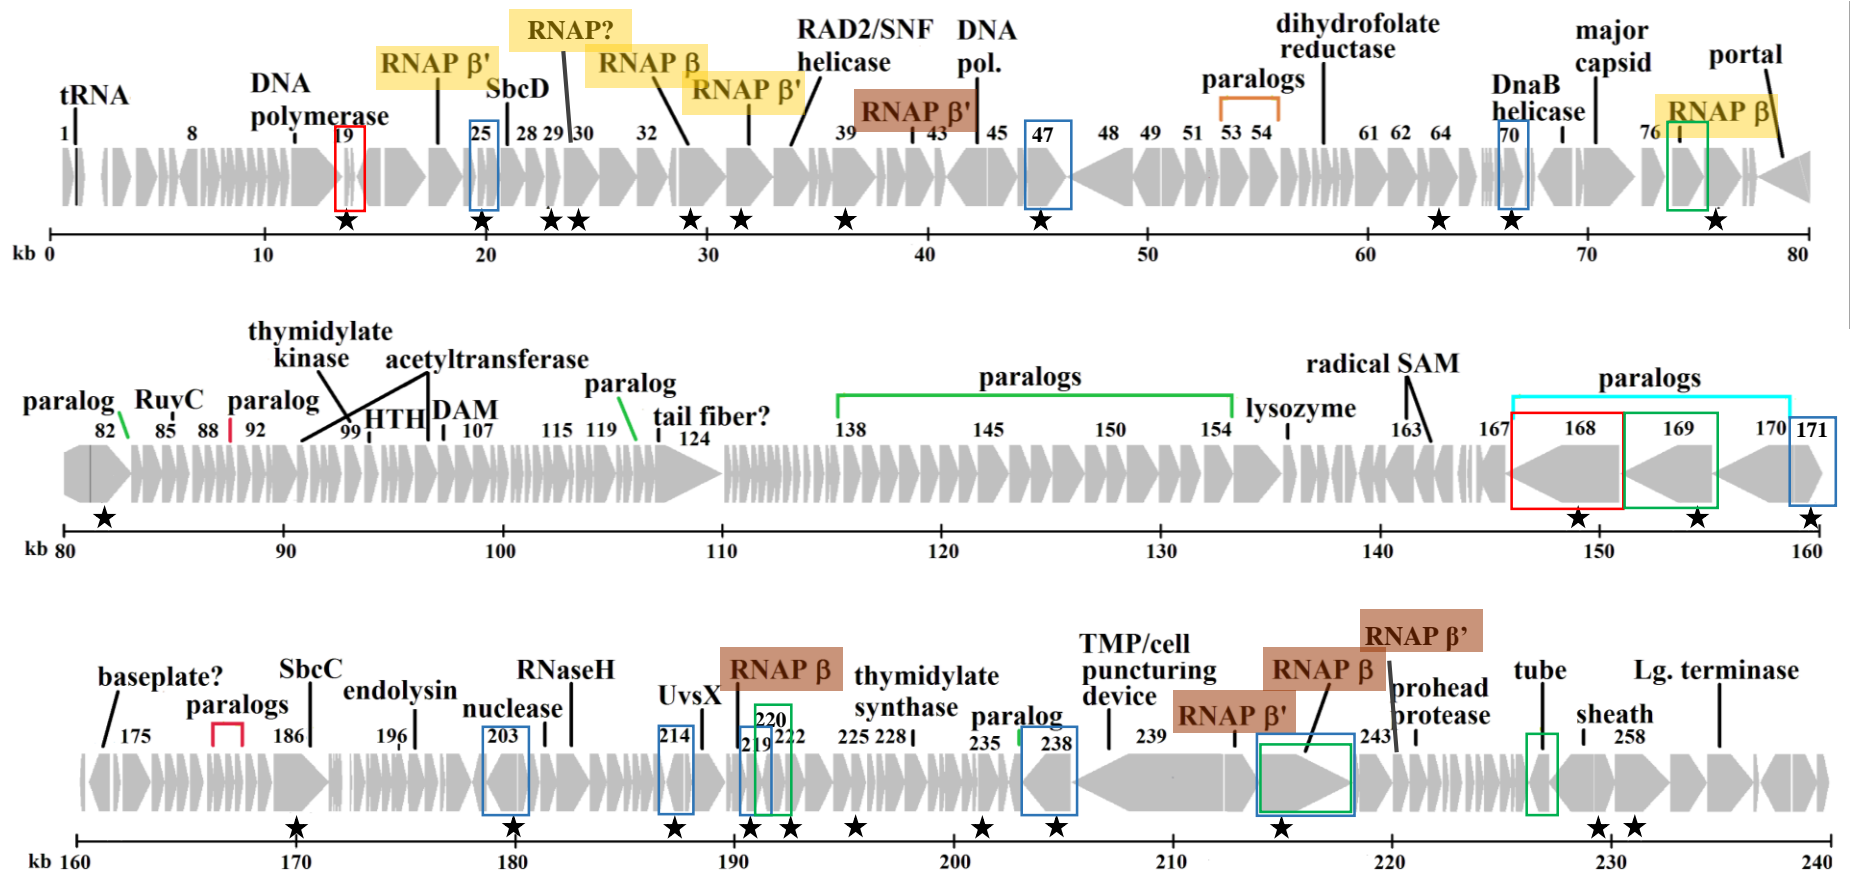 RNAP?
RAD2/SNF
helicase
DNA
pol.
dihydrofolate
reductase
major
capsid
portal
RNAP β'
RNAP β
RNAP β'
SbcD
DNA
polymerase
tRNA
RNAP β'
paralogs
DnaB
helicase
RNAP β
1 8 19 25 28 29 30 32 39 43 45 47 48 49 51 53 54 61 62 64 70 76
kb 0 10 20 30 40 50 60 70 80
thymidylate
kinase
acetyltransferase
paralog
RuvC
paralog
HTH
DAM
paralog
tail fiber?
paralogs
lysozyme
radical SAM
paralogs
82 85 88 92 99 107 115 119 124 138 145 150 154 163 167 168 169 170 171
kb 80 90 100 110 120 130 140 150 160
baseplate?
paralogs
SbcC
endolysin
nuclease
RNaseH
UvsX
RNAP β
thymidylate
synthase
paralog
TMP/cell
puncturing
device
RNAP β'
RNAP β
RNAP β’
prohead
protease
tube
sheath
Lg. terminase
175 186 196 203 214 219 220 222 225 228 235 238 239 243 258
kb 160 170 180 190 200 210 220 230 240